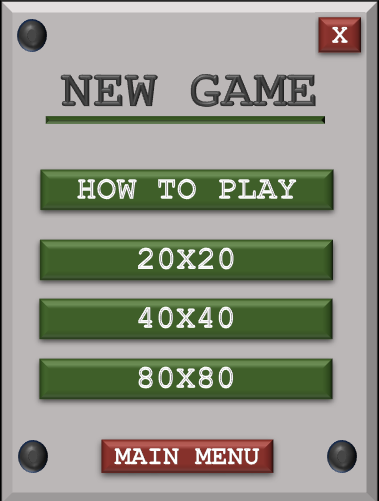 X
NEW GAME
HOW TO PLAY
20X20
40X40
80X80
MAIN MENU